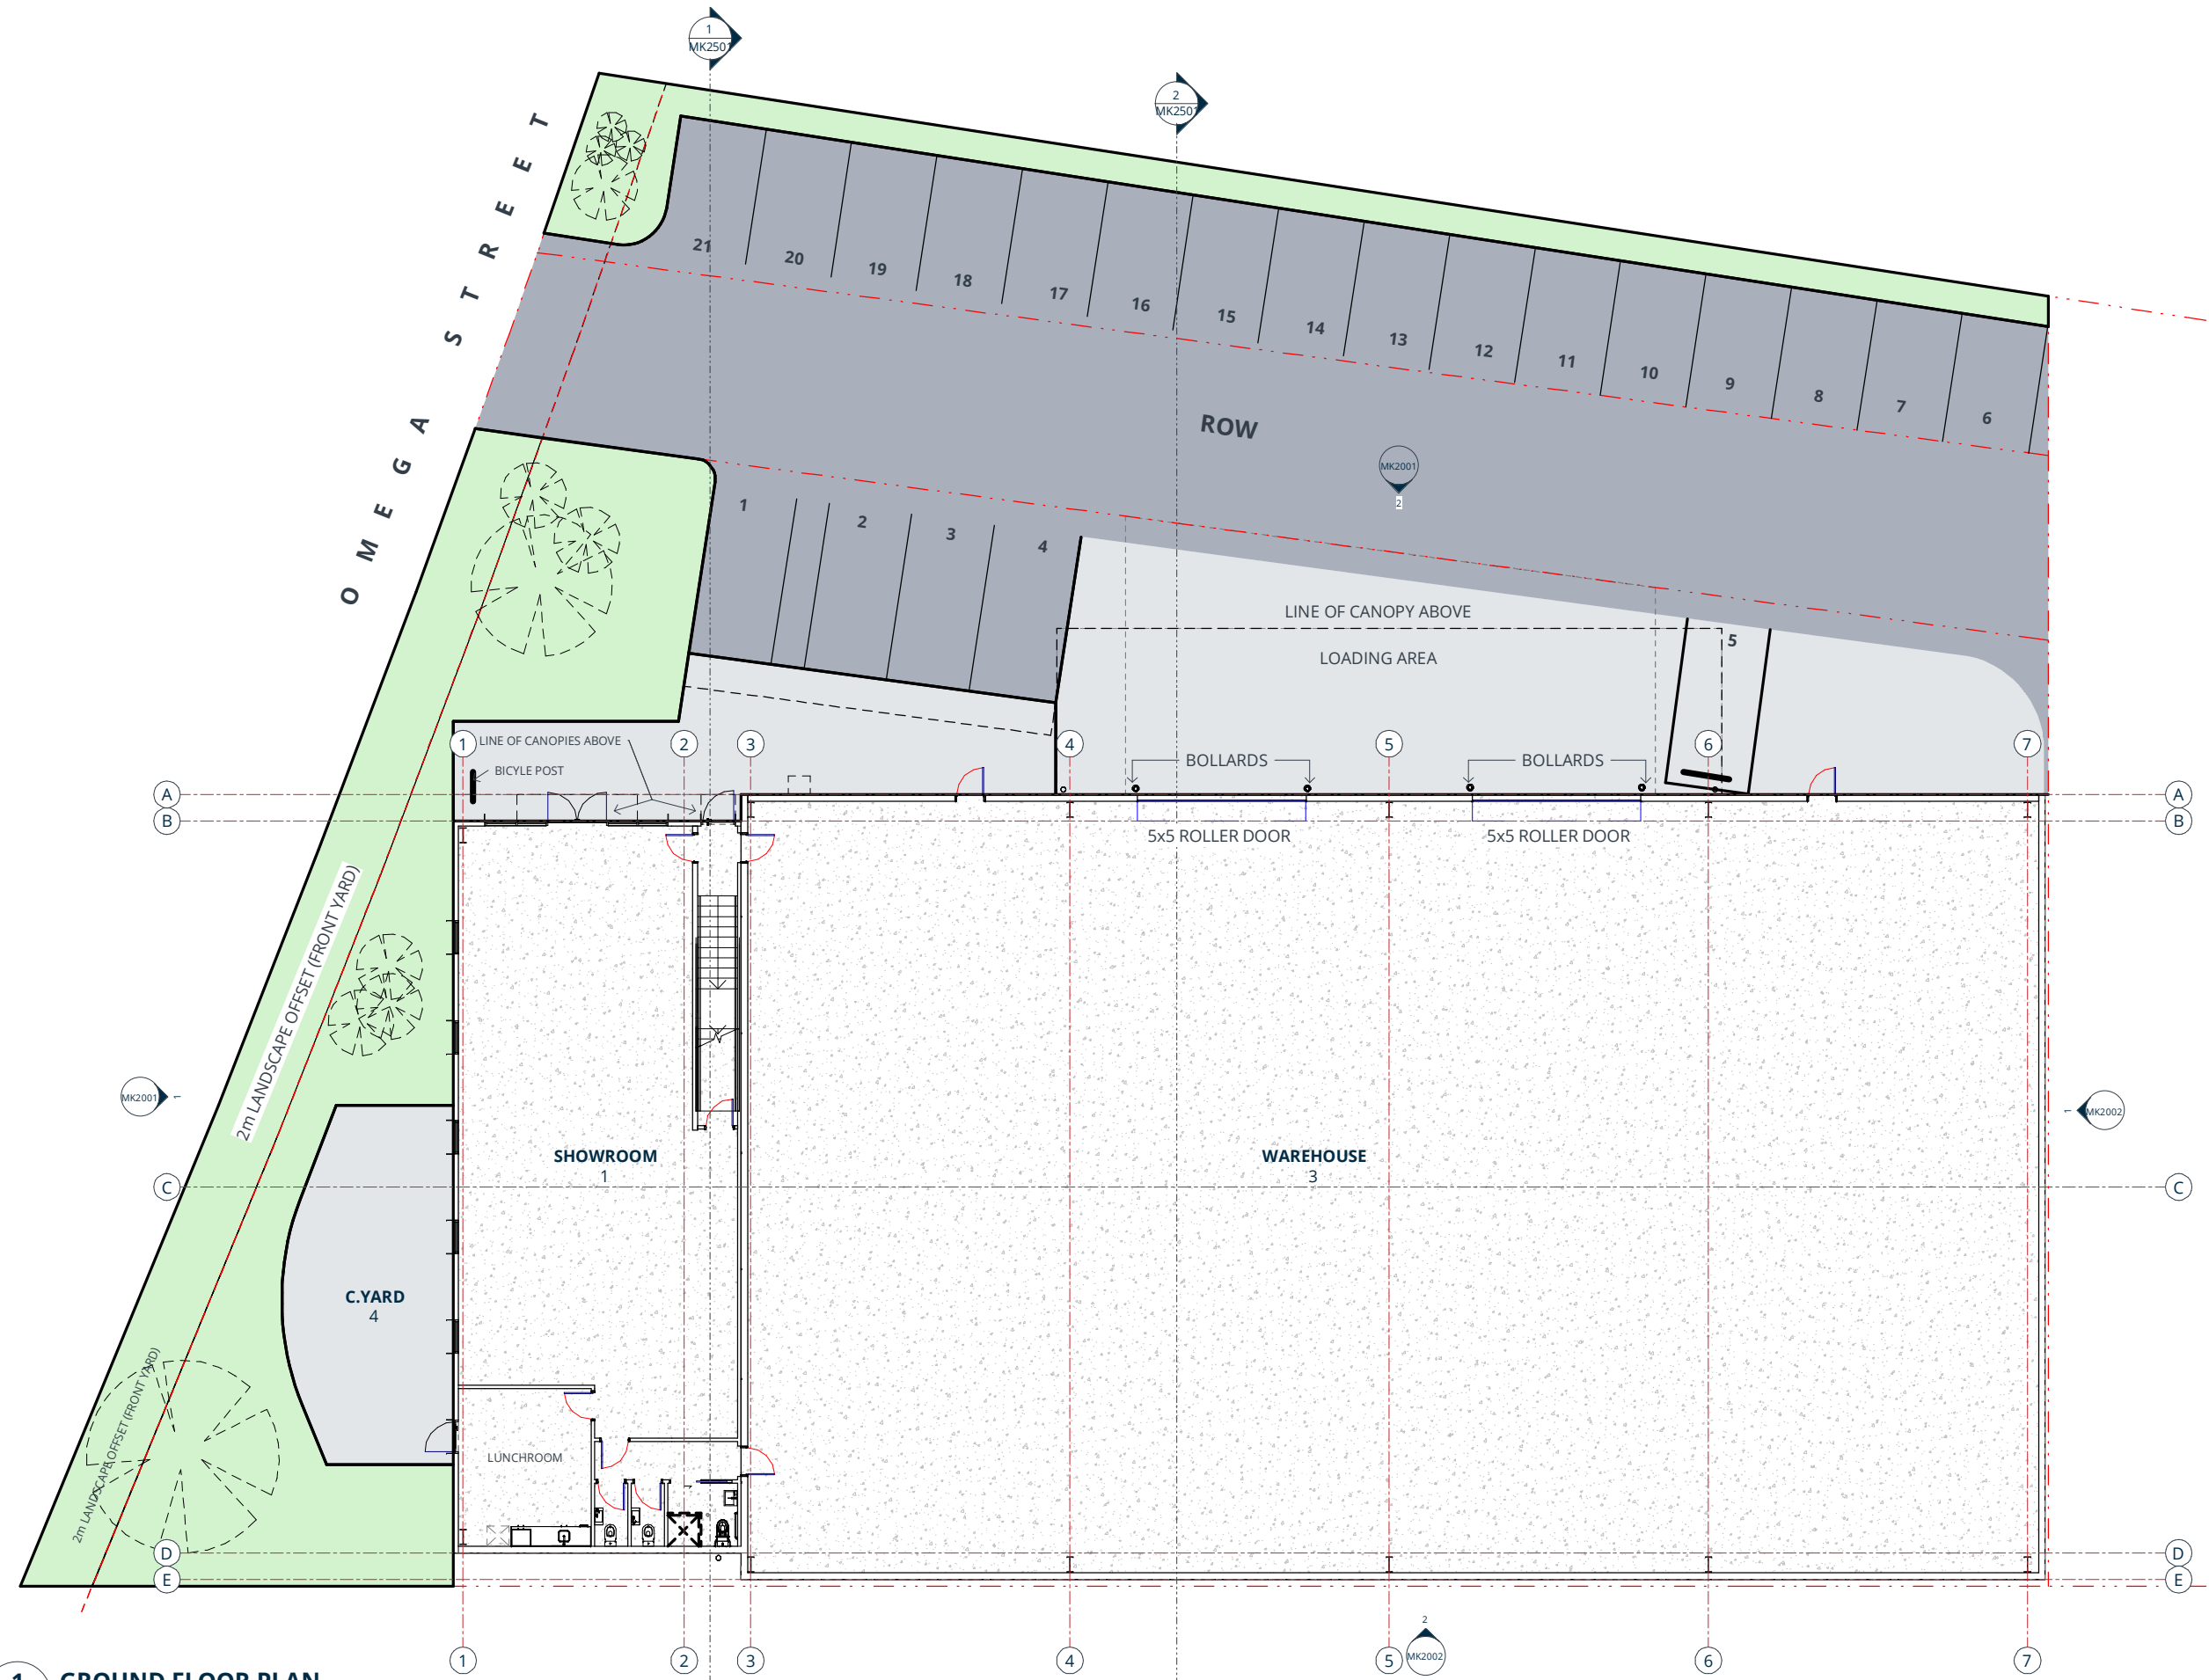 1
MK2501
2
MK2501
OMEGA STREET
21
20
19
18
17
16
15
14
13
12
11
10
9
8
7
6
ROW
MK2001
2
1
2
3
4
LINE OF CANOPY ABOVE
5
LOADING AREA
1
LINE OF CANOPIES ABOVE
2
3
4
5
6
7
BICYLE POST
BOLLARDS
BOLLARDS
A
A
B
B
5x5 ROLLER DOOR
5x5 ROLLER DOOR
2m LANDSCAPE OFFSET (FRONT YARD)
MK2001
1
1
MK2002
SHOWROOM
1
WAREHOUSE
3
C
C
C.YARD
4
2m LANDSCAPE OFFSET (FRONT YARD)
LUNCHROOM
D
D
E
E
2
MK2002
1
2
3
4
5
6
7
1
GROUND FLOOR PLAN